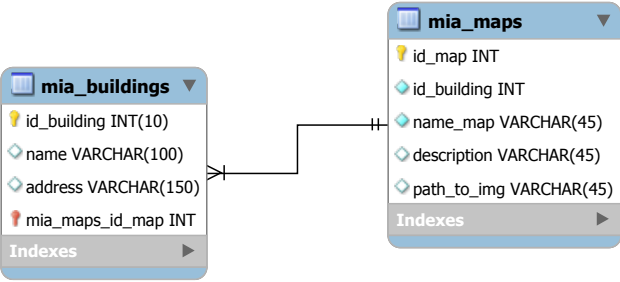 mia_maps
id_map INT
id_building INT
name_map VARCHAR(45)
description VARCHAR(45)
path_to_img VARCHAR(45)
Indexes
mia_buildings
id_building INT(10)
name VARCHAR(100)
address VARCHAR(150)
mia_maps_id_map INT
Indexes